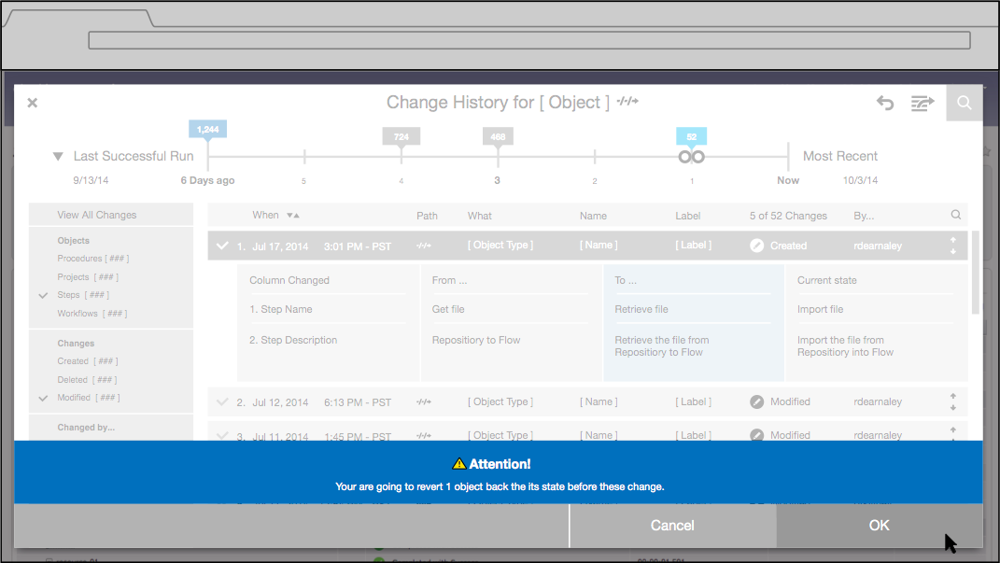 Change History for [ Object ] -//->
1,244
724
468
52
Last Successful Run
Most Recent
9/13/14
6 Days ago
5
4
3
2
1
Now
10/3/14
View All Changes
When
Path
What
Name
Label
5 of 52 Changes
By...
Objects
Procedures [ ### ]
Projects [ ### ]
Steps [ ### ]
Workflows [ ### ]
Changes
Created [ ### ]
Deleted [ ### ]
Modified [ ### ]
Changed by...
1. Jul 17, 2014 3:01 PM - PST -//-> [ Object Type ] [ Name ] [ Label ] Created rdearnaley
Column Changed
From ...
To ...
Current state
1. Step Name
Get file
Retrieve file
Import file
2. Step Description
Repositiory to Flow
Retrieve the file from
Repositiory to Flow
Import the file from
Repositiory into Flow
2. Jul 12, 2014 6:13 PM - PST -//-> [ Object Type ] [ Name ] [ Label ] Modified rdearnaley
3. Jul 11, 2014 1:45 PM - PST -//-> [ Object Type ] [ Name ] [ Label ] Modified rdearnaley
Attention!
Your are going to revert 1 object back the its state before these change.
Cancel
OK